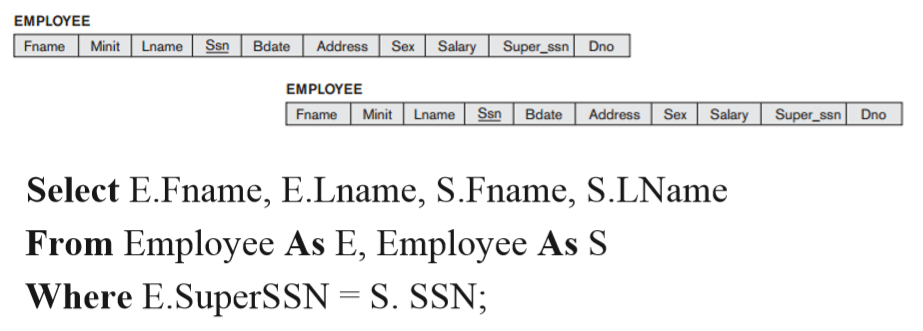 EMPLOYEE
Fname Minit Lname Ssn Bdate Address Sex Salary Super_ssn Dno
EMPLOYEE
Fname Minit Lname Ssn Bdate Address Sex Salary Super_ssn Dno
Select E.Fname, E.Lname, S.Fname, S.LName
From Employee As E, Employee As S
Where E.SuperSSN = S. SSN;